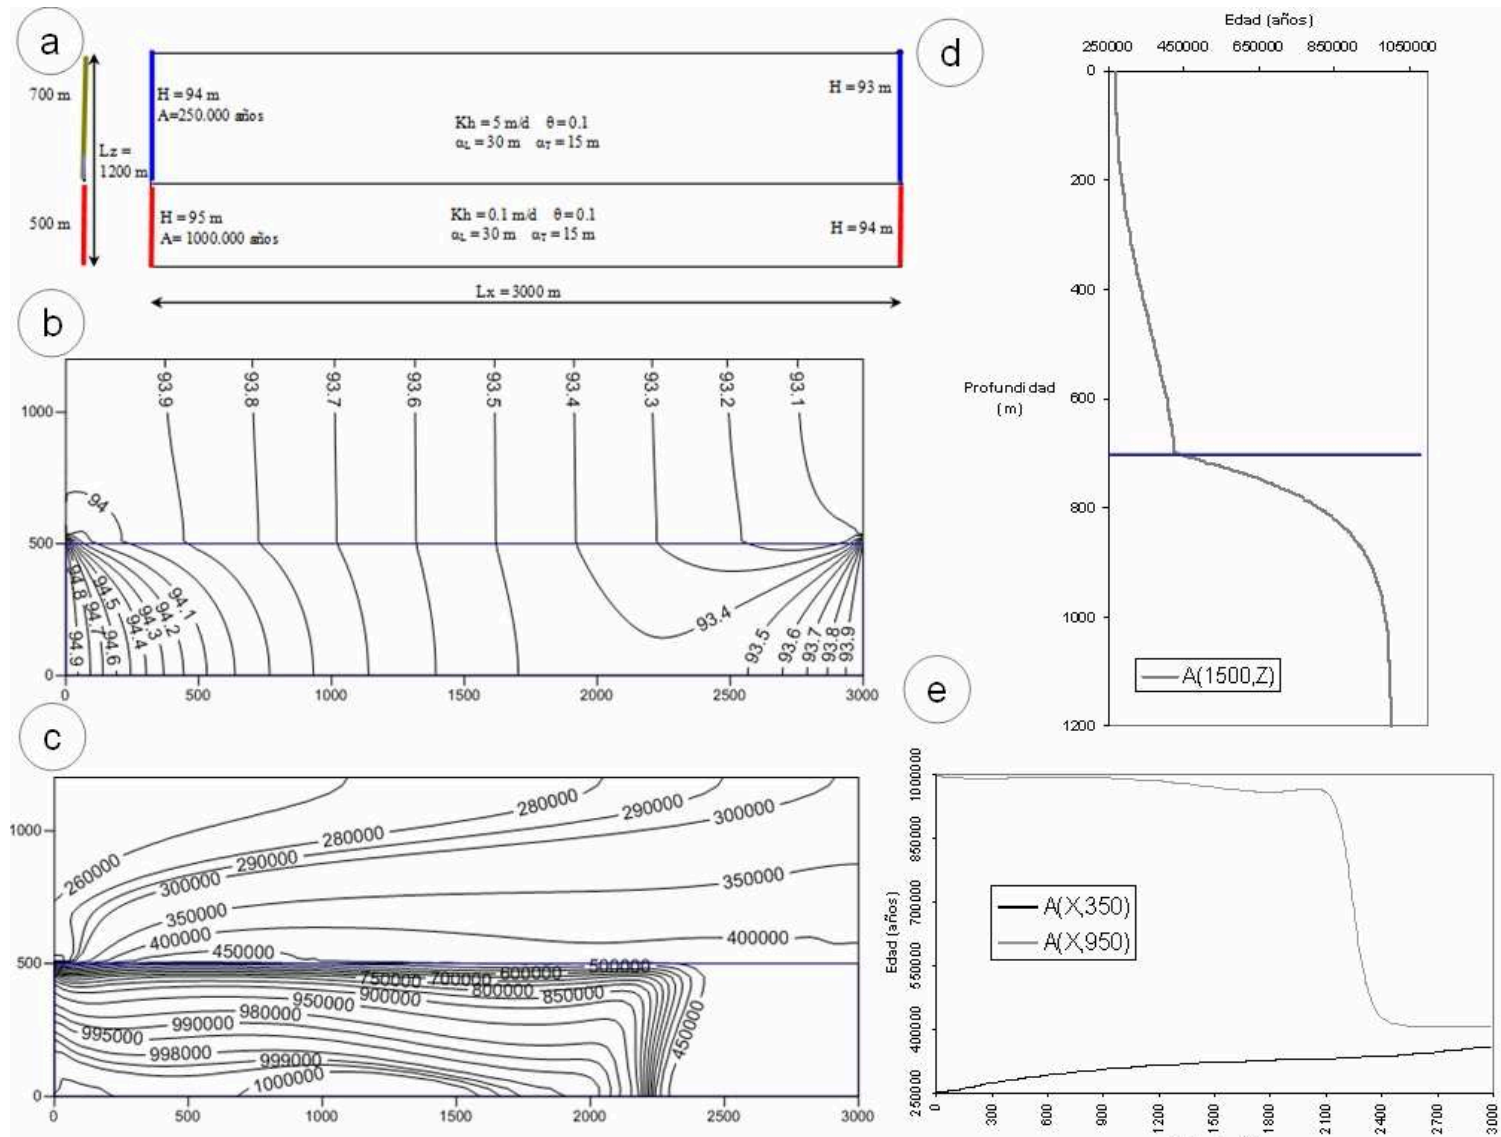 a
700 m
Lz =
1200 m
500 m
H = 94 m
A=250.000 años
Kh = 5 m/d θ=0.1
αL = 30 m αT = 15 m
H = 93 m
H = 95 m
A= 1000.000 años
Kh = 0.1 m/d θ=0.1
αL = 30 m αT = 15 m
H = 94 m
Lx = 3000 m
b
93.9 93.8 93.7 93.6 93.5 93.4 93.3 93.2 93.1
1000
94
500
94.8 94.5 94.1
94.7 94.3 94.2
94.9 94.6 94.4
93.4
93.5 93.6 93.7 93.8 93.9
0
0 500 1000 1500 2000 2500 3000
c
1000
260000 280000 280000
290000 290000
300000 300000
350000 350000
400000 400000
450000
500
750000 700000 600000 500000
950000 900000 800000 850000
980000
990000
995000
998000
999000
1000000
450000
0
0 500 1000 1500 2000 2500 3000
d
Edad (años)
250000 450000 650000 850000 1050000
0
200
400
Profundidad
(m)
600
800
1000
1200
A(1500,Z)
e
1000000
850000
700000
550000
400000
250000
Edad (años)
A(X,350)
A(X,950)
0 300 600 900 1200 1500 1800 2100 2400 2700 3000